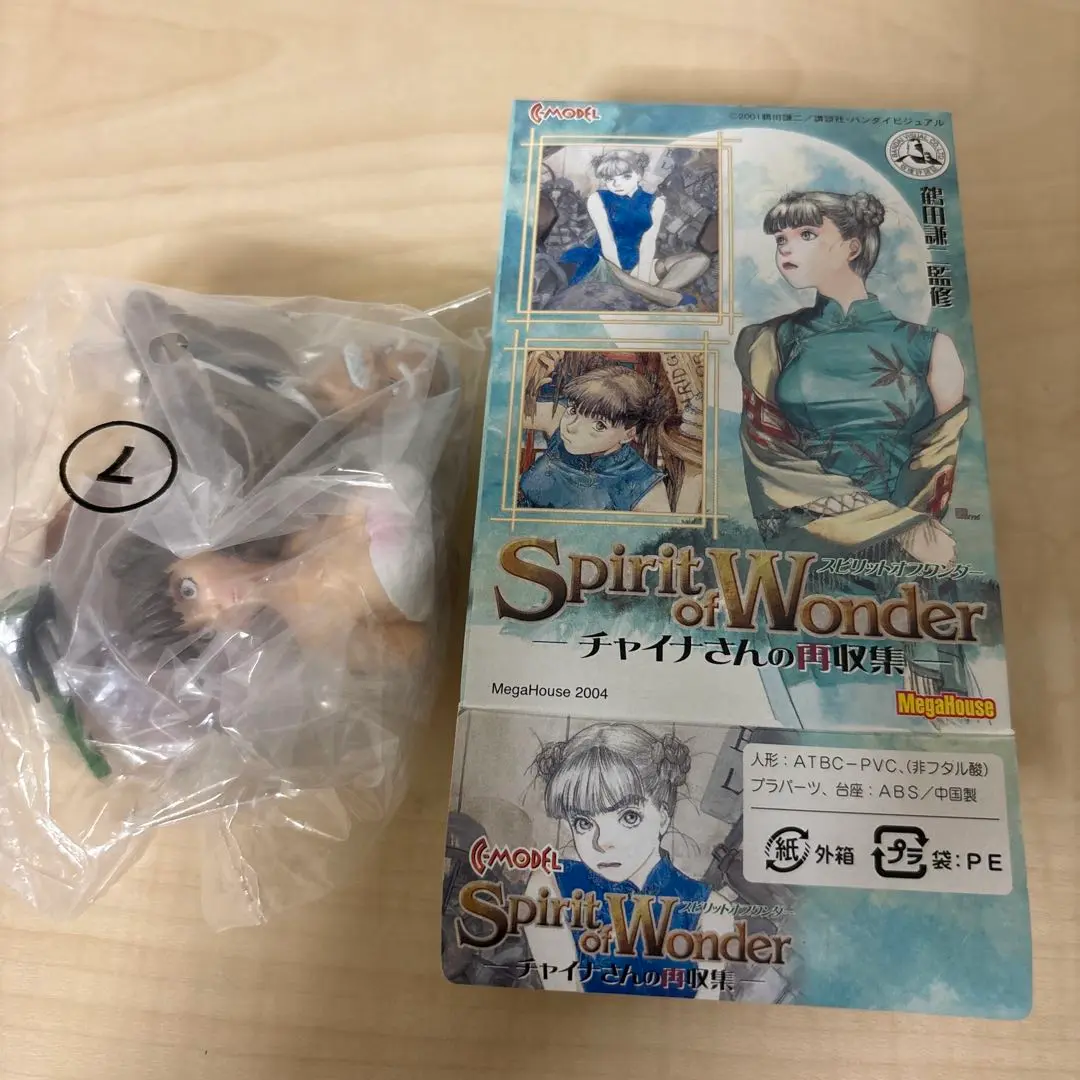 C-MODEL
©2001鶴田謙二/講談社・バンダイビジュアル
BANDAI VISUAL CO.,LTD.
鶴田謙二監修
Spirit of Wonder
スピリットオブワンダー
─ チャイナさんの再収集 ─
MegaHouse 2004
MegaHouse
人形:ATBC-PVC、(非フタル酸)
プラパーツ、台座:ABS/中国製
紙 外箱
プラ 袋:PE
C-MODEL
Spirit of Wonder
スピリットオブワンダー
─ チャイナさんの再収集 ─
7